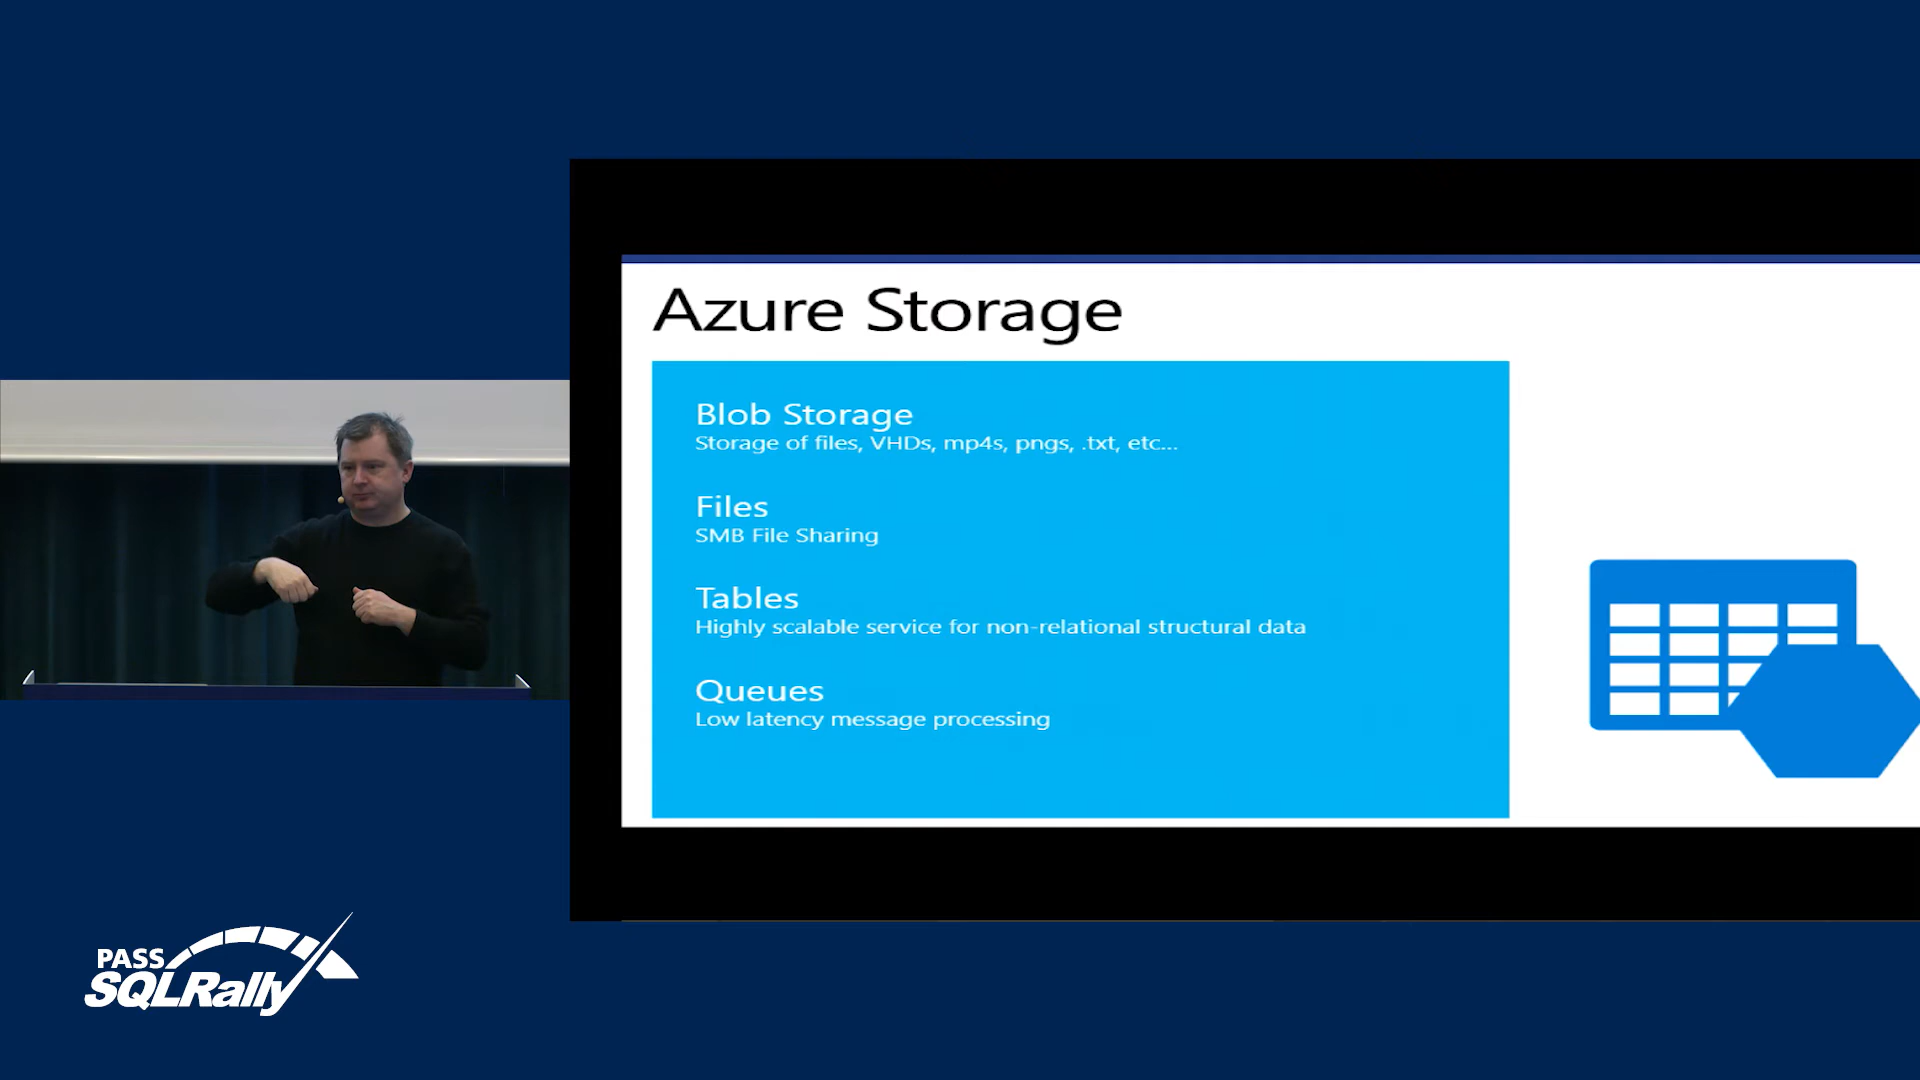 Azure Storage
Blob Storage
Storage of files, VHDs, mp4s, pngs, .txt, etc...
Files
SMB File Sharing
Tables
Highly scalable service for non-relational structural data
Queues
Low latency message processing
PASS
SQLRally